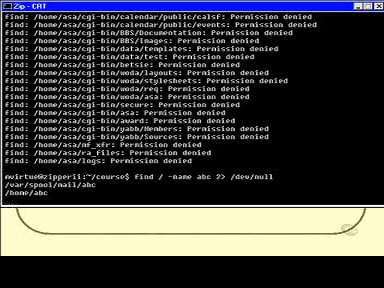 Zip - CRT
find: /home/asa/cgi-bin/calendar/public/calsf: Permission denied
find: /home/asa/cgi-bin/calendar/public/events: Permission denied
find: /home/asa/cgi-bin/BBS/Documentation: Permission denied
find: /home/asa/cgi-bin/BBS/Images: Permission denied
find: /home/asa/cgi-bin/data/templates: Permission denied
find: /home/asa/cgi-bin/data/test: Permission denied
find: /home/asa/cgi-bin/betsie: Permission denied
find: /home/asa/cgi-bin/woda/layouts: Permission denied
find: /home/asa/cgi-bin/woda/stylesheets: Permission denied
find: /home/asa/cgi-bin/woda/req: Permission denied
find: /home/asa/cgi-bin/woda/asa: Permission denied
find: /home/asa/cgi-bin/secure: Permission denied
find: /home/asa/cgi-bin/asa: Permission denied
find: /home/asa/cgi-bin/award: Permission denied
find: /home/asa/cgi-bin/yabb/Members: Permission denied
find: /home/asa/cgi-bin/yabb/Sources: Permission denied
find: /home/asa/mf_xfr: Permission denied
find: /home/asa/ra_files: Permission denied
find: /home/asa/logs: Permission denied
mvirtue@zipperii:~/course$ find / -name abc 2> /dev/null
/var/spool/mail/abc
/home/abc